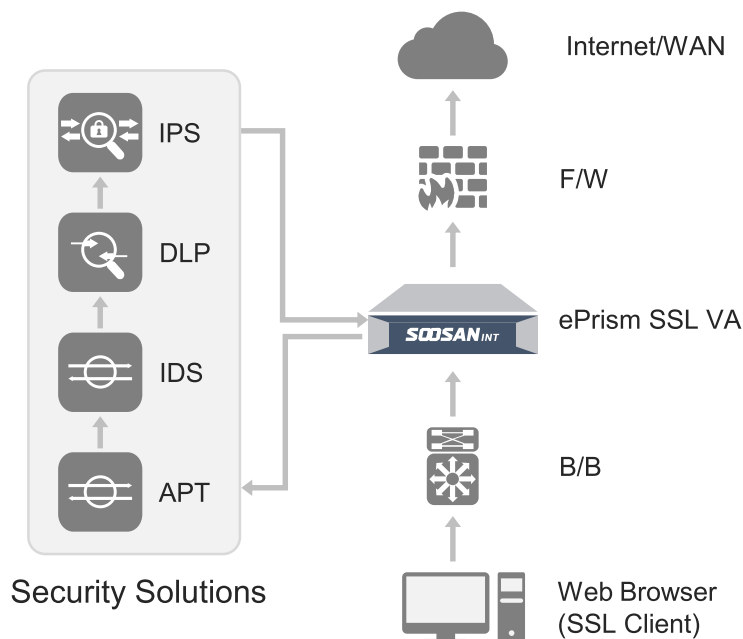 Internet/WAN
IPS
F/W
DLP
SOOSAN INT
ePrism SSL VA
IDS
B/B
APT
Security Solutions
Web Browser
(SSL Client)